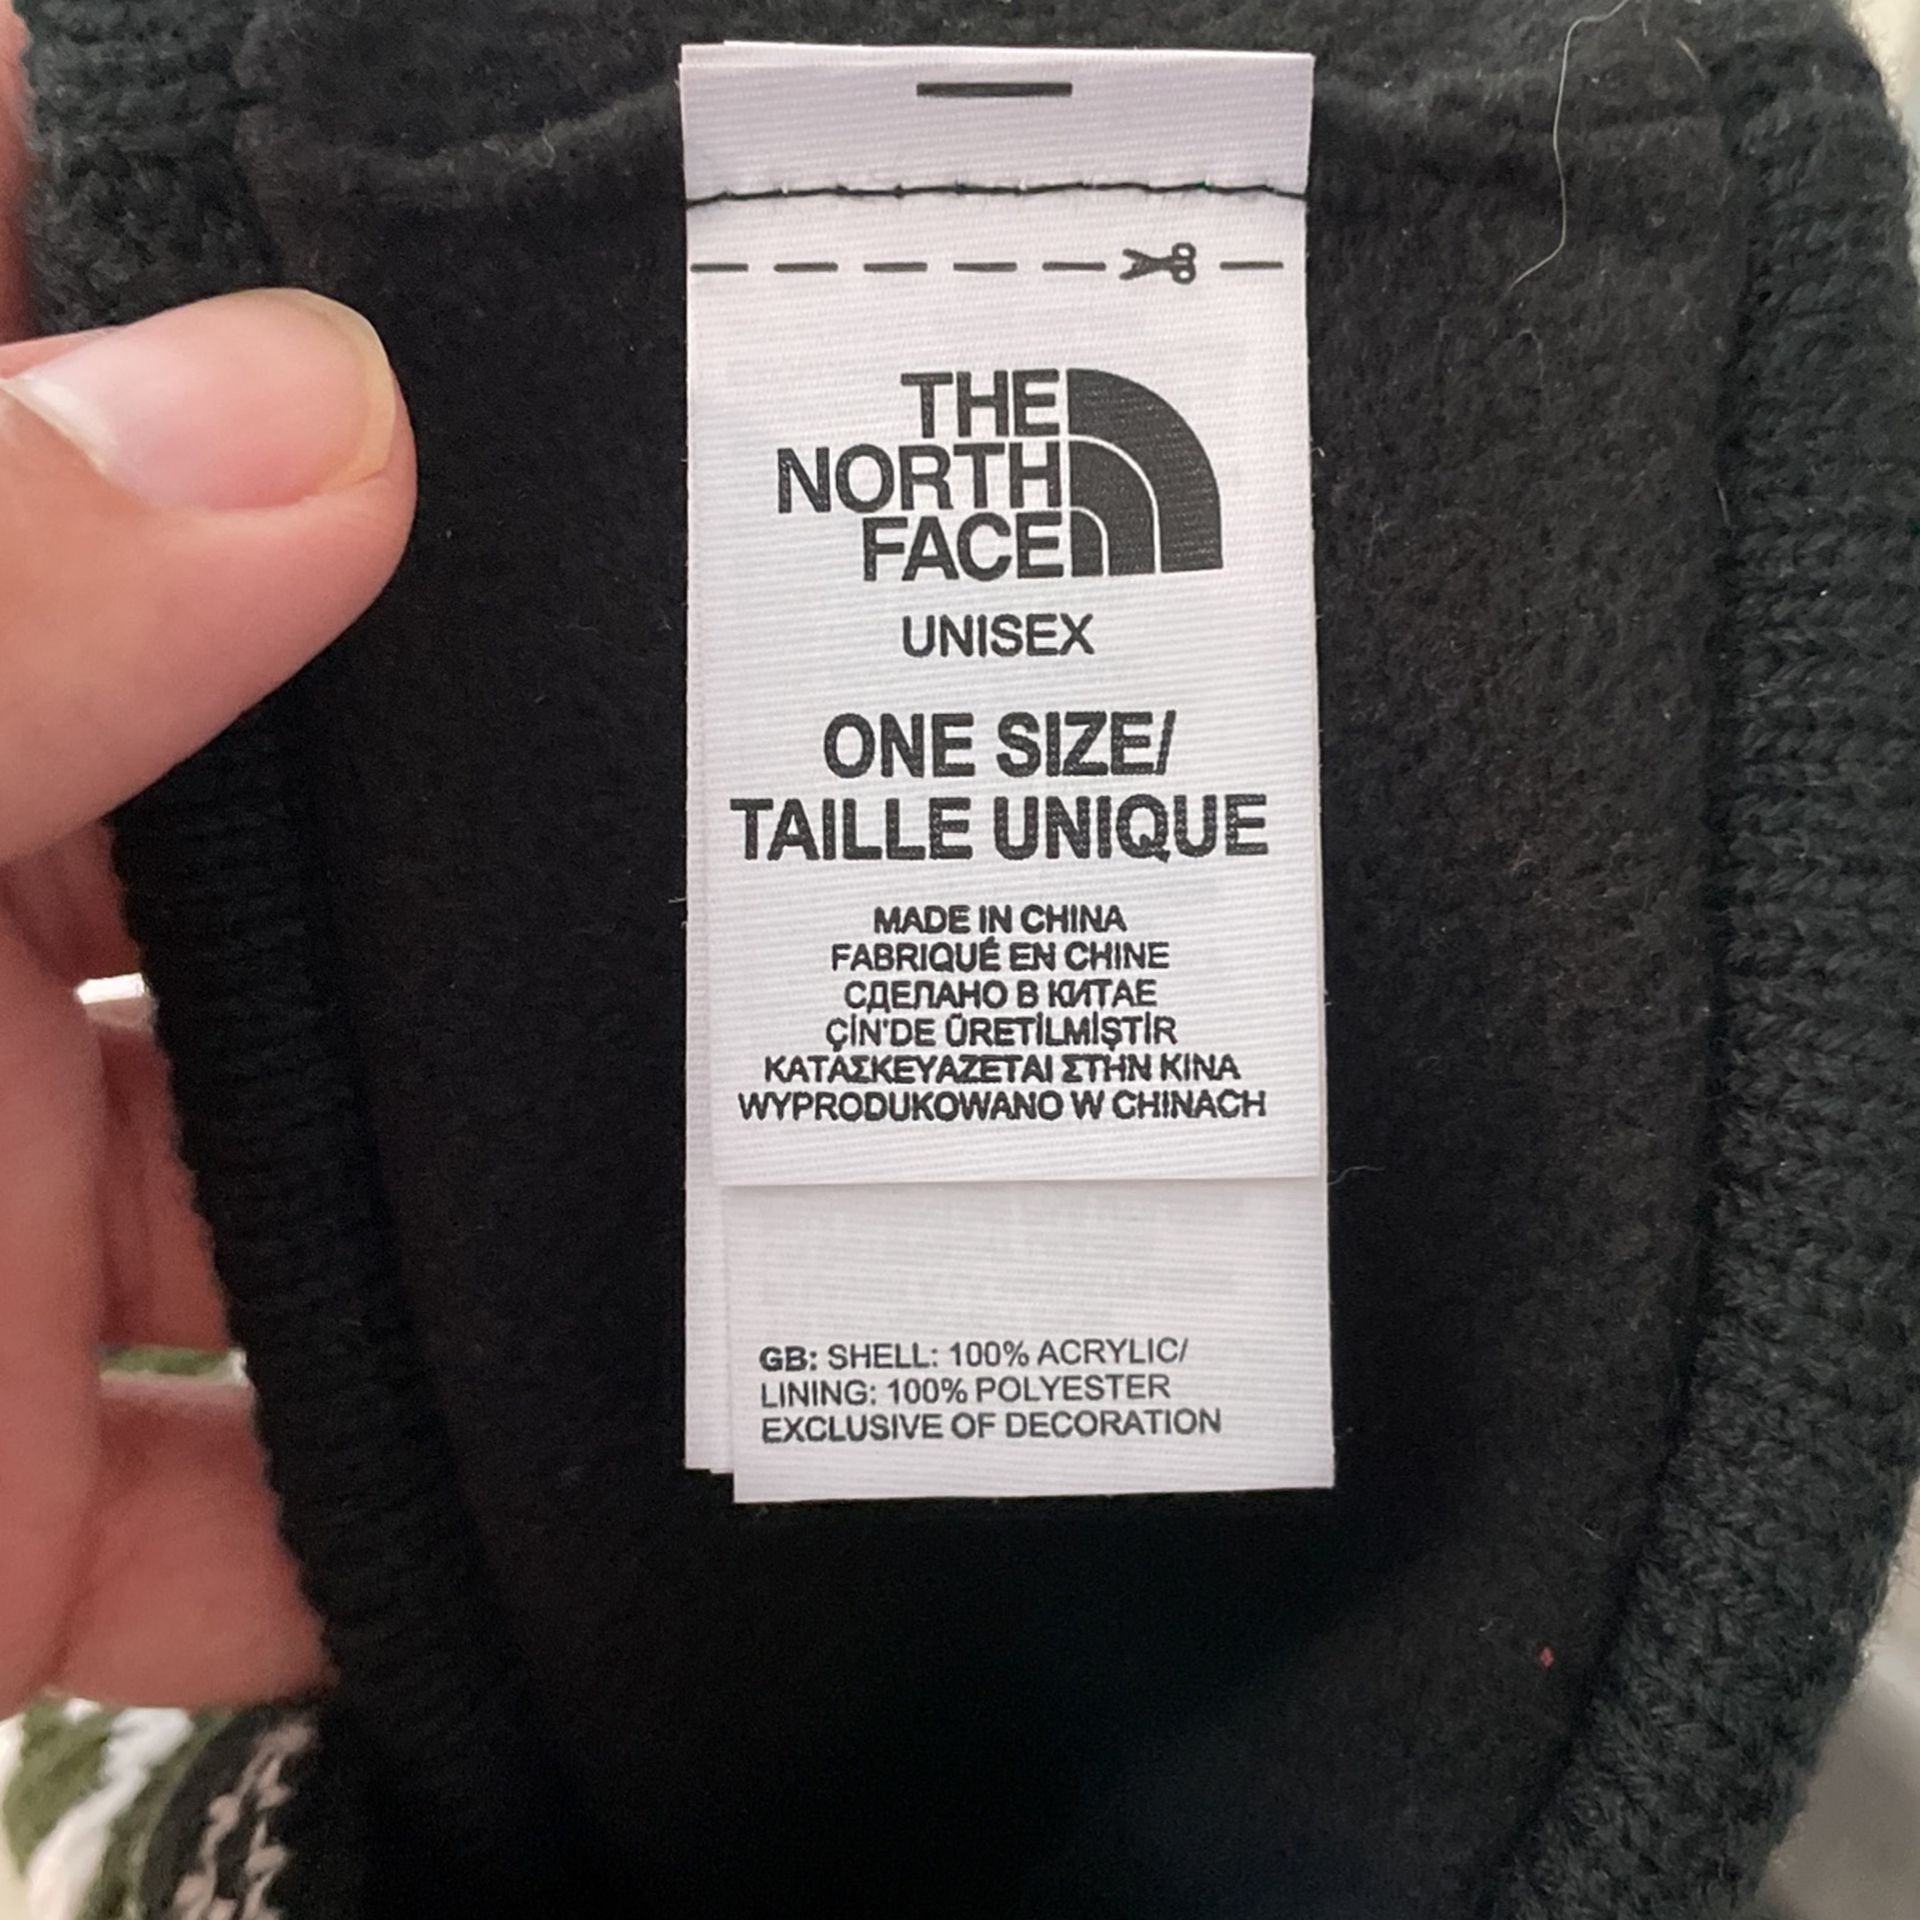 THE
NORTH
FACE
UNISEX
ONE SIZE/
TAILLE UNIQUE
MADE IN CHINA
FABRIQUÉ EN CHINE
СДЕЛАНО В КИТАЕ
ÇİN'DE ÜRETİLMİŞTİR
ΚΑΤΑΣΚΕΥΑΖΕΤΑΙ ΣΤΗΝ ΚΙΝΑ
WYPRODUKOWANO W CHINACH
GB: SHELL: 100% ACRYLIC/
LINING: 100% POLYESTER
EXCLUSIVE OF DECORATION